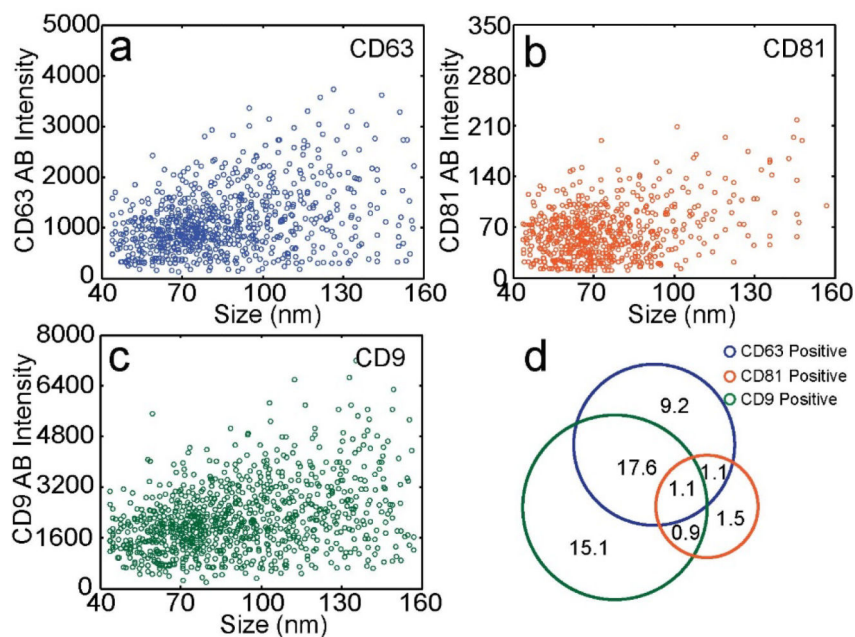 a
CD63
CD63 AB Intensity
5000
4000
3000
2000
1000
0
40 70 100 130 160
Size (nm)
b
CD81
CD81 AB Intensity
350
280
210
140
70
0
40 70 100 130 160
Size (nm)
c
CD9
CD9 AB Intensity
8000
6400
4800
3200
1600
0
40 70 100 130 160
Size (nm)
d
CD63 Positive
CD81 Positive
CD9 Positive
9.2
17.6
1.1
1.1
1.5
0.9
15.1